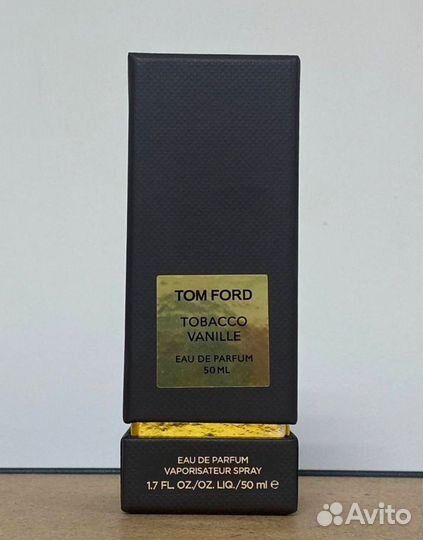 TOM FORD
TOBACCO
VANILLE
EAU DE PARFUM
50 ML
EAU DE PARFUM
VAPORISATEUR SPRAY
1.7 FL. OZ./OZ. LIQ./50 ml ℮
Avito